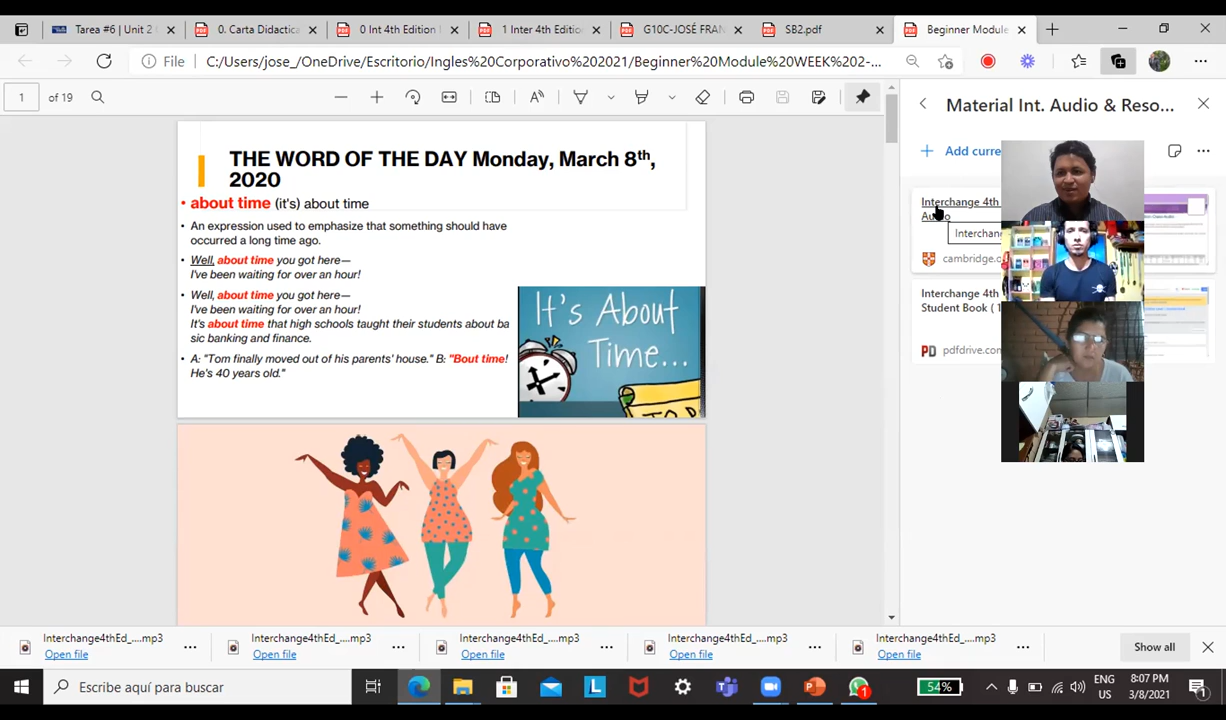 Tarea #6 | Unit 2
0. Carta Didactica
0 Int 4th Edition
1 Inter 4th Editio
G10C-JOSÉ FRAN
SB2.pdf
Beginner Module
File
C:/Users/jose_/OneDrive/Escritorio/Ingles%20Corporativo%202021/Beginner%20Module%20WEEK%202-...
1
of 19
Material Int. Audio & Reso...
Add curre
THE WORD OF THE DAY Monday, March 8th,
2020
• about time (it's) about time
An expression used to emphasize that something should have
occurred a long time ago.
• Well, about time you got here—
I've been waiting for over an hour!
• Well, about time you got here—
I've been waiting for over an hour!
It's about time that high schools taught their students about ba
sic banking and finance.
• A: "Tom finally moved out of his parents' house." B: "'Bout time!
He's 40 years old."
It's About
Time...
TO D
Interchange 4th
Audio
Interchan
cambridge.o
Interchange 4th
Student Book ( 1
PD
pdfdrive.com
Interchange4thEd_....mp3
Open file
Interchange4thEd_....mp3
Open file
Interchange4thEd_....mp3
Open file
Interchange4thEd_....mp3
Open file
Interchange4thEd_....mp3
Open file
Show all
Escribe aquí para buscar
L
1
54%
ENG
US
8:07 PM
3/8/2021
1